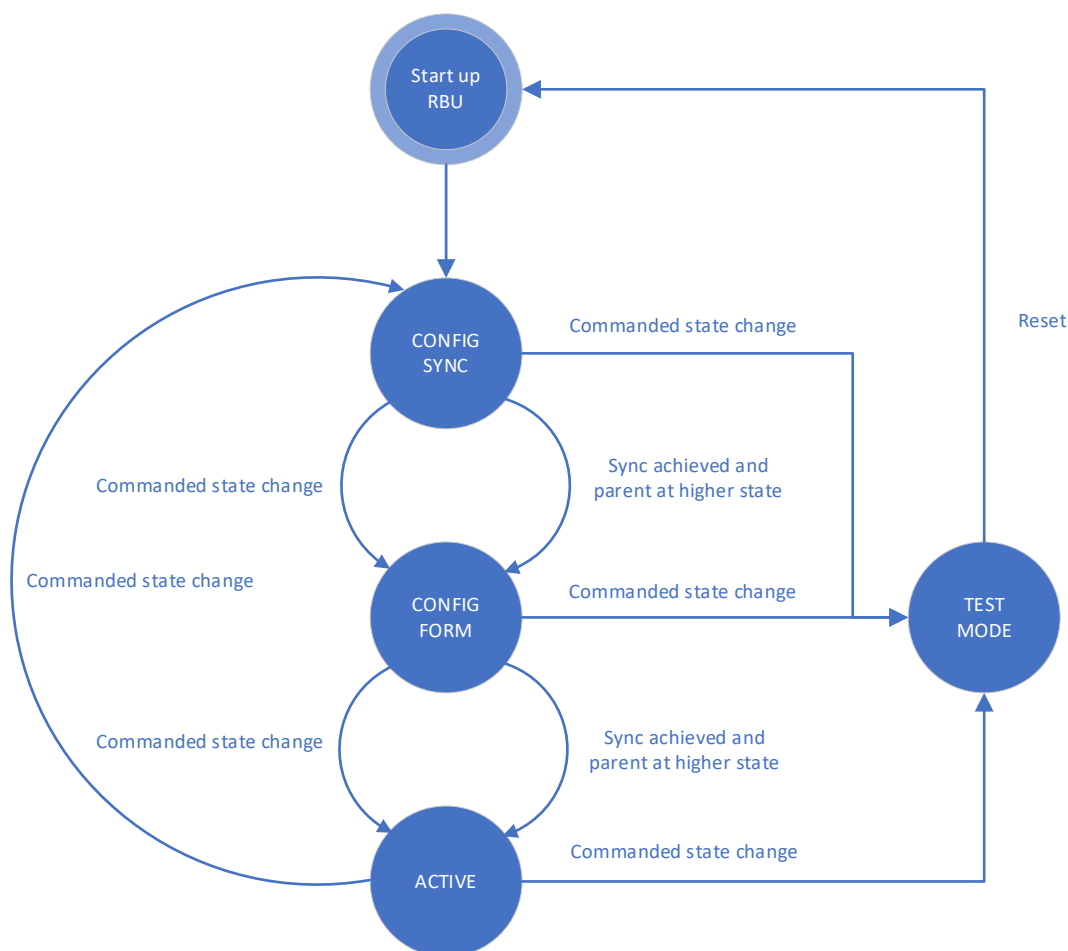 Start up
RBU
Reset
CONFIG
SYNC
Commanded state change
Commanded state change
Sync achieved and
parent at higher state
Commanded state change
CONFIG
FORM
Commanded state change
TEST
MODE
Commanded state change
Sync achieved and
parent at higher state
ACTIVE
Commanded state change